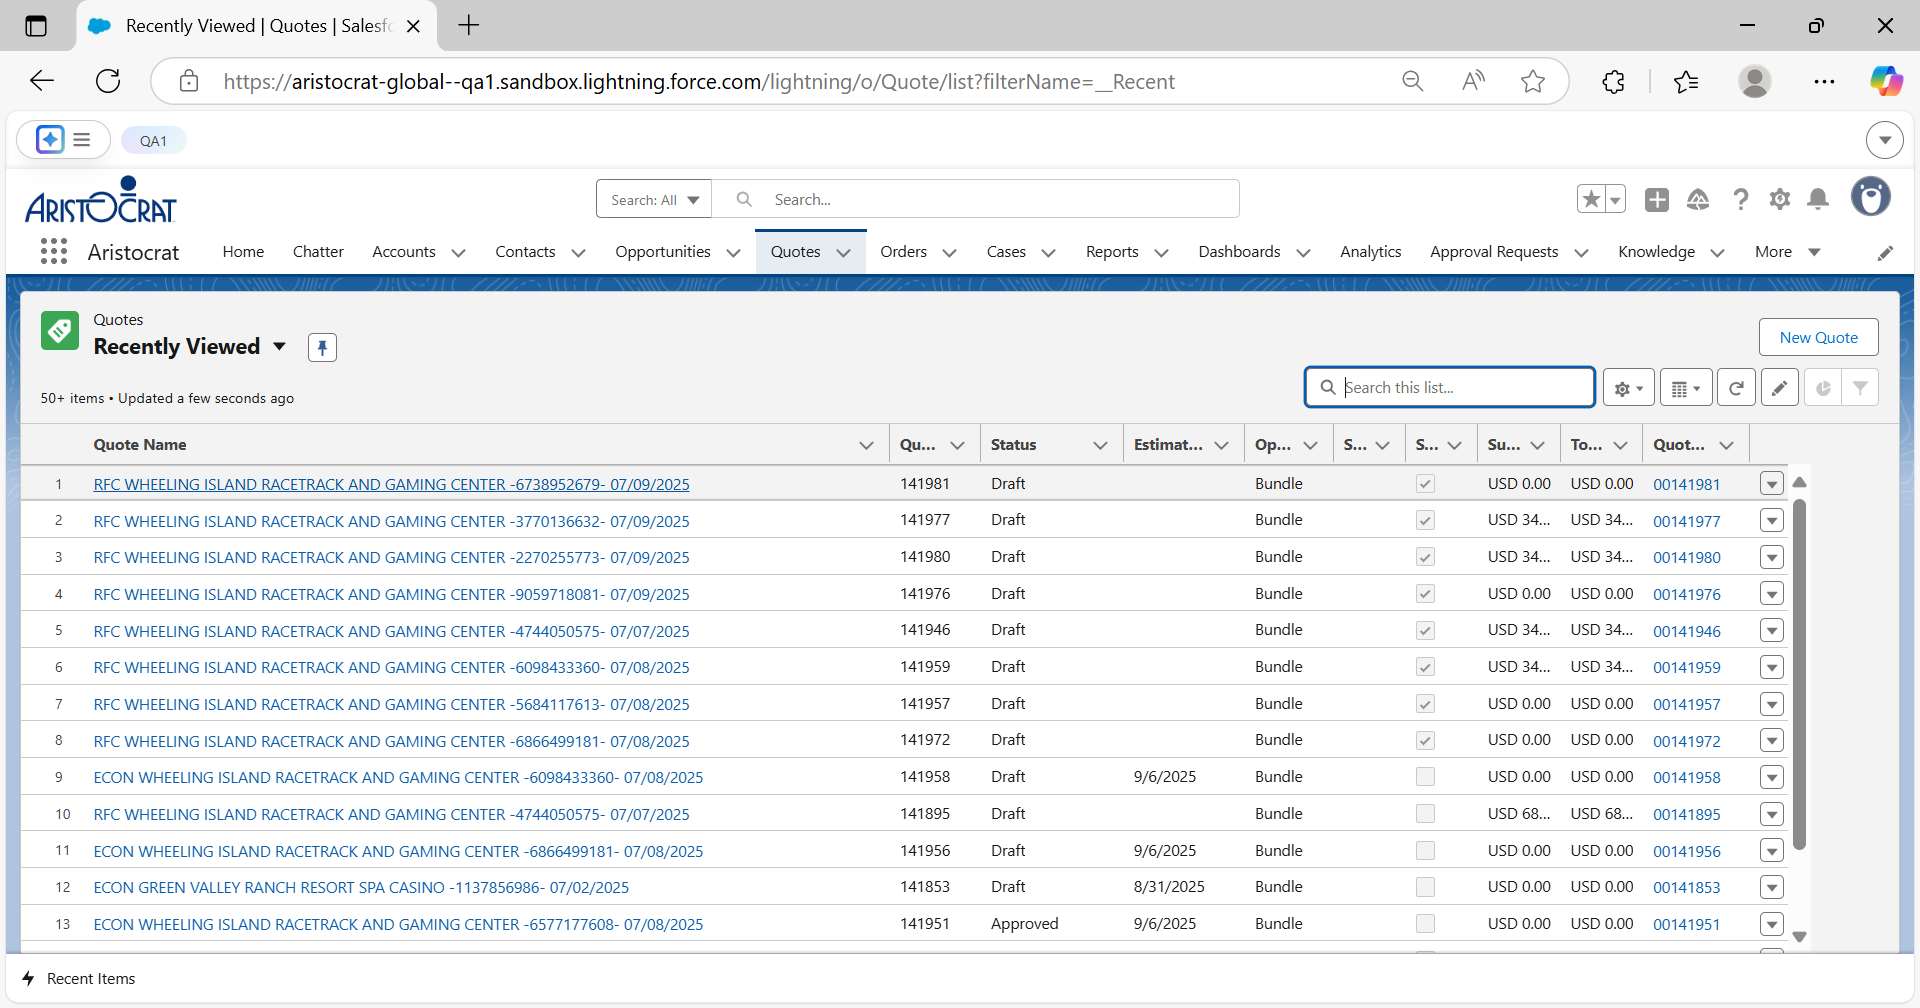 Recently Viewed | Quotes | Salesfc
https://aristocrat-global--qa1.sandbox.lightning.force.com/lightning/o/Quote/list?filterName=__Recent
QA1
ARISTOCRAT
Search: All
Search...
Aristocrat
Home
Chatter
Accounts
Contacts
Opportunities
Quotes
Orders
Cases
Reports
Dashboards
Analytics
Approval Requests
Knowledge
More
Quotes
Recently Viewed
New Quote
50+ items • Updated a few seconds ago
Search this list...
Quote Name Qu... Status Estimat... Op... S... S... Su... To... Quot...
1 RFC WHEELING ISLAND RACETRACK AND GAMING CENTER -6738952679- 07/09/2025 141981 Draft Bundle USD 0.00 USD 0.00 00141981
2 RFC WHEELING ISLAND RACETRACK AND GAMING CENTER -3770136632- 07/09/2025 141977 Draft Bundle USD 34... USD 34... 00141977
3 RFC WHEELING ISLAND RACETRACK AND GAMING CENTER -2270255773- 07/09/2025 141980 Draft Bundle USD 34... USD 34... 00141980
4 RFC WHEELING ISLAND RACETRACK AND GAMING CENTER -9059718081- 07/09/2025 141976 Draft Bundle USD 0.00 USD 0.00 00141976
5 RFC WHEELING ISLAND RACETRACK AND GAMING CENTER -4744050575- 07/07/2025 141946 Draft Bundle USD 34... USD 34... 00141946
6 RFC WHEELING ISLAND RACETRACK AND GAMING CENTER -6098433360- 07/08/2025 141959 Draft Bundle USD 34... USD 34... 00141959
7 RFC WHEELING ISLAND RACETRACK AND GAMING CENTER -5684117613- 07/08/2025 141957 Draft Bundle USD 0.00 USD 0.00 00141957
8 RFC WHEELING ISLAND RACETRACK AND GAMING CENTER -6866499181- 07/08/2025 141972 Draft Bundle USD 0.00 USD 0.00 00141972
9 ECON WHEELING ISLAND RACETRACK AND GAMING CENTER -6098433360- 07/08/2025 141958 Draft 9/6/2025 Bundle USD 0.00 USD 0.00 00141958
10 RFC WHEELING ISLAND RACETRACK AND GAMING CENTER -4744050575- 07/07/2025 141895 Draft Bundle USD 68... USD 68... 00141895
11 ECON WHEELING ISLAND RACETRACK AND GAMING CENTER -6866499181- 07/08/2025 141956 Draft 9/6/2025 Bundle USD 0.00 USD 0.00 00141956
12 ECON GREEN VALLEY RANCH RESORT SPA CASINO -1137856986- 07/02/2025 141853 Draft 8/31/2025 Bundle USD 0.00 USD 0.00 00141853
13 ECON WHEELING ISLAND RACETRACK AND GAMING CENTER -6577177608- 07/08/2025 141951 Approved 9/6/2025 Bundle USD 0.00 USD 0.00 00141951
Recent Items